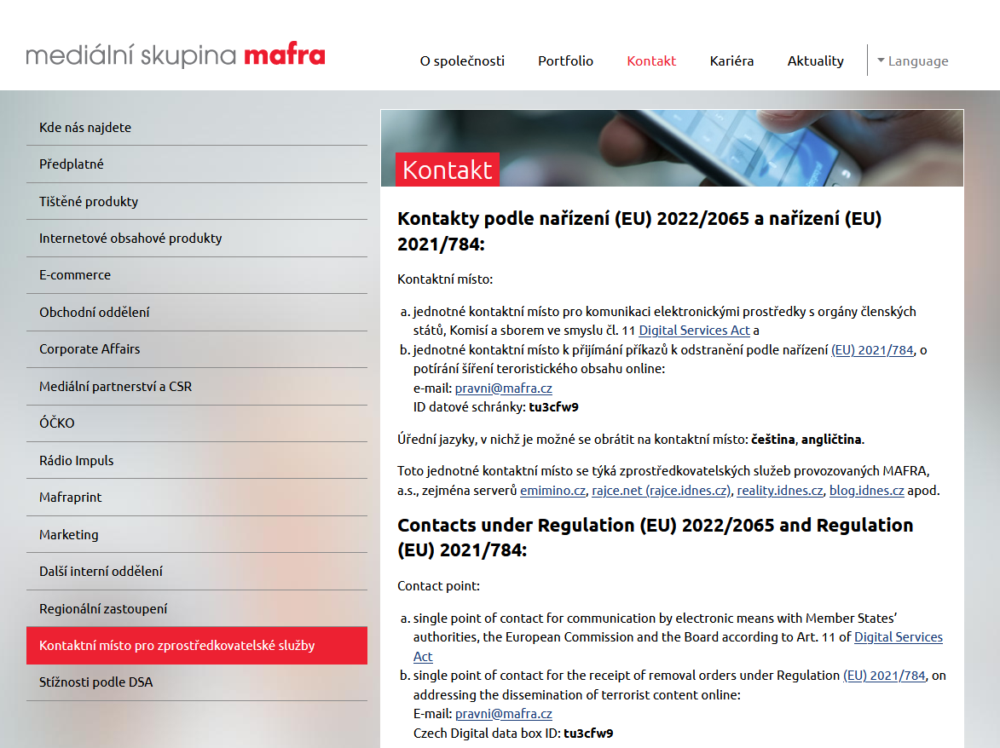 mediální skupina mafra
O společnosti
Portfolio
Kontakt
Kariéra
Aktuality
Language
Kde nás najdete
Předplatné
Tištěné produkty
Internetové obsahové produkty
E-commerce
Obchodní oddělení
Corporate Affairs
Mediální partnerství a CSR
ÓČKO
Rádio Impuls
Mafraprint
Marketing
Další interní oddělení
Regionální zastoupení
Kontaktní místo pro zprostředkovatelské služby
Stížnosti podle DSA
Kontakt
Kontakty podle nařízení (EU) 2022/2065 a nařízení (EU)
2021/784:
Kontaktní místo:
a. jednotné kontaktní místo pro komunikaci elektronickými prostředky s orgány členských
států, Komisí a sborem ve smyslu čl. 11 Digital Services Act a
b. jednotné kontaktní místo k přijímání příkazů k odstranění podle nařízení (EU) 2021/784, o
potírání šíření teroristického obsahu online:
e-mail: pravni@mafra.cz
ID datové schránky: tu3cfw9
Úřední jazyky, v nichž je možné se obrátit na kontaktní místo: čeština, angličtina.
Toto jednotné kontaktní místo se týká zprostředkovatelských služeb provozovaných MAFRA,
a.s., zejména serverů emimino.cz, rajce.net (rajce.idnes.cz), reality.idnes.cz, blog.idnes.cz apod.
Contacts under Regulation (EU) 2022/2065 and Regulation
(EU) 2021/784:
Contact point:
a. single point of contact for communication by electronic means with Member States’
authorities, the European Commission and the Board according to Art. 11 of Digital Services
Act
b. single point of contact for the receipt of removal orders under Regulation (EU) 2021/784, on
addressing the dissemination of terrorist content online:
E-mail: pravni@mafra.cz
Czech Digital data box ID: tu3cfw9